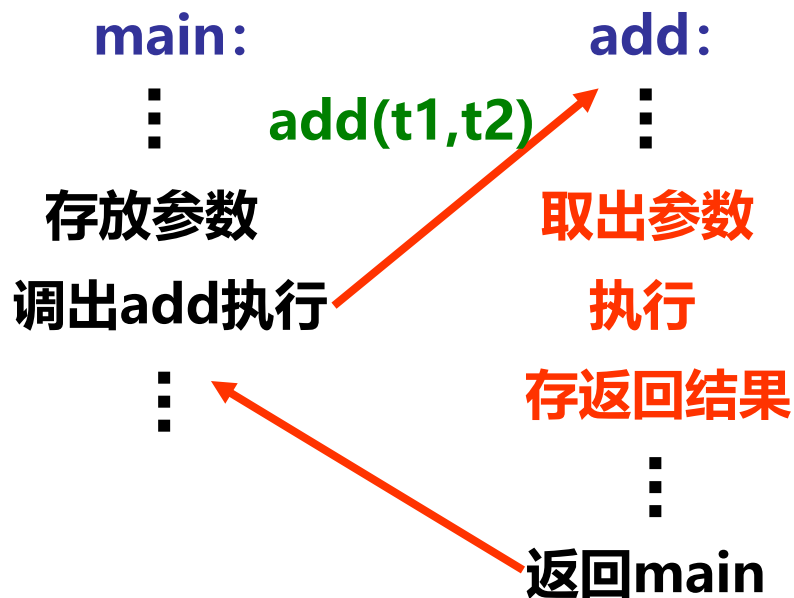 main:
add:
add(t1,t2)
存放参数
取出参数
调出add执行
执行
存返回结果
返回main